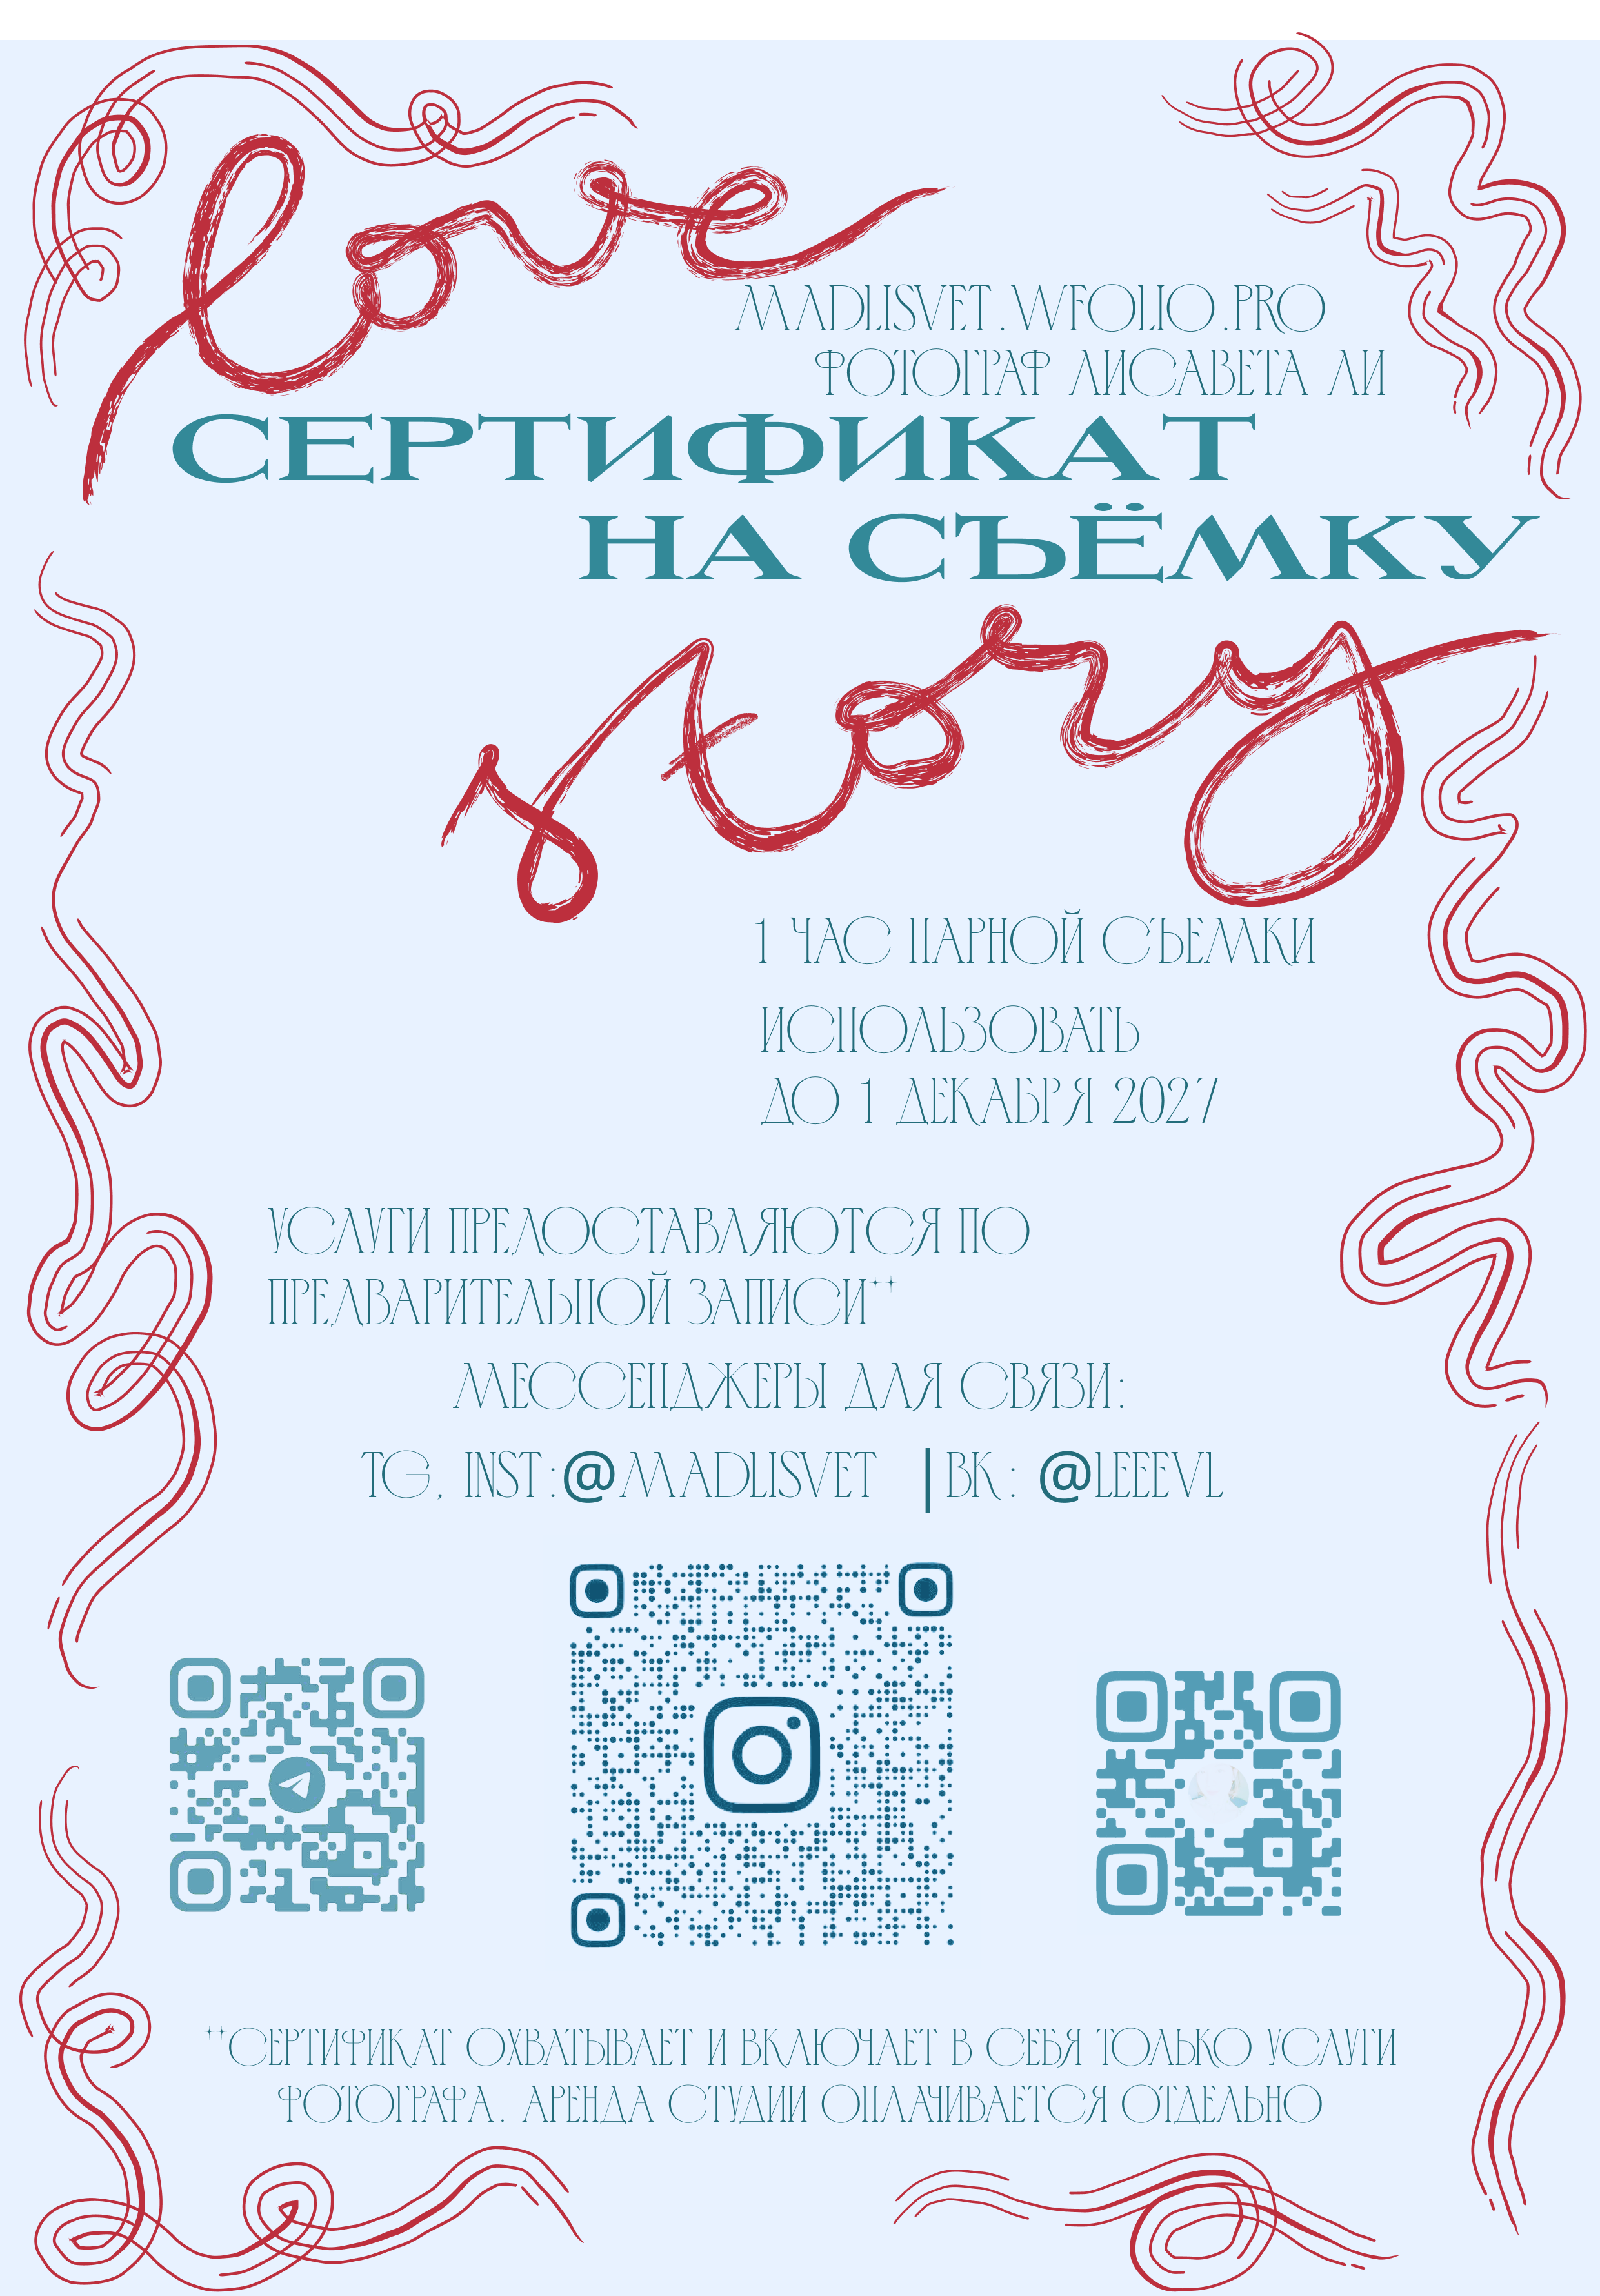 love
MADLISVET.WFOLIO.PRO
ФОТОГРАФ ЛИСАВЕТА ЛИ
СЕРТИФИКАТ
НА СЪЁМКУ
story
1 ЧАС ПАРНОЙ СЪЕМКИ
ИСПОЛЬЗОВАТЬ
ДО 1 ДЕКАБРЯ 2027
УСЛУГИ ПРЕДОСТАВЛЯЮТСЯ ПО
ПРЕДВАРИТЕЛЬНОЙ ЗАПИСИ**
МЕССЕНДЖЕРЫ ДЛЯ СВЯЗИ:
TG, INST:@MADLISVET |ВК: @LEEEVL
**СЕРТИФИКАТ ОХВАТЫВАЕТ И ВКЛЮЧАЕТ В СЕБЯ ТОЛЬКО УСЛУГИ
ФОТОГРАФА. АРЕНДА СТУДИИ ОПЛАЧИВАЕТСЯ ОТДЕЛЬНО